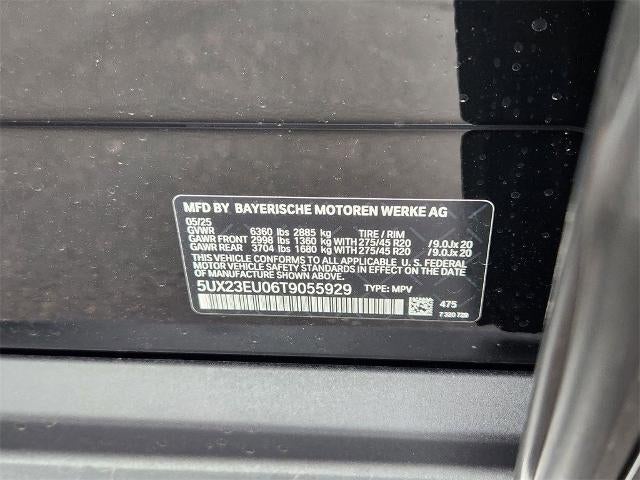 MFD BY BAYERISCHE MOTOREN WERKE AG
05/25
GVWR 6360 lbs 2885 kg TIRE / RIM
GAWR FRONT 2998 lbs 1360 kg WITH 275/45 R20 /9.0Jx20
GAWR REAR 3704 lbs 1680 kg WITH 275/45 R20 /9.0Jx20
THIS VEHICLE CONFORMS TO ALL APPLICABLE U. S. FEDERAL
MOTOR VEHICLE SAFETY STANDARDS IN EFFECT ON THE DATE
OF MANUFACTURE SHOWN ABOVE.
5UX23EU06T9055929 TYPE: MPV
475
7 320 729